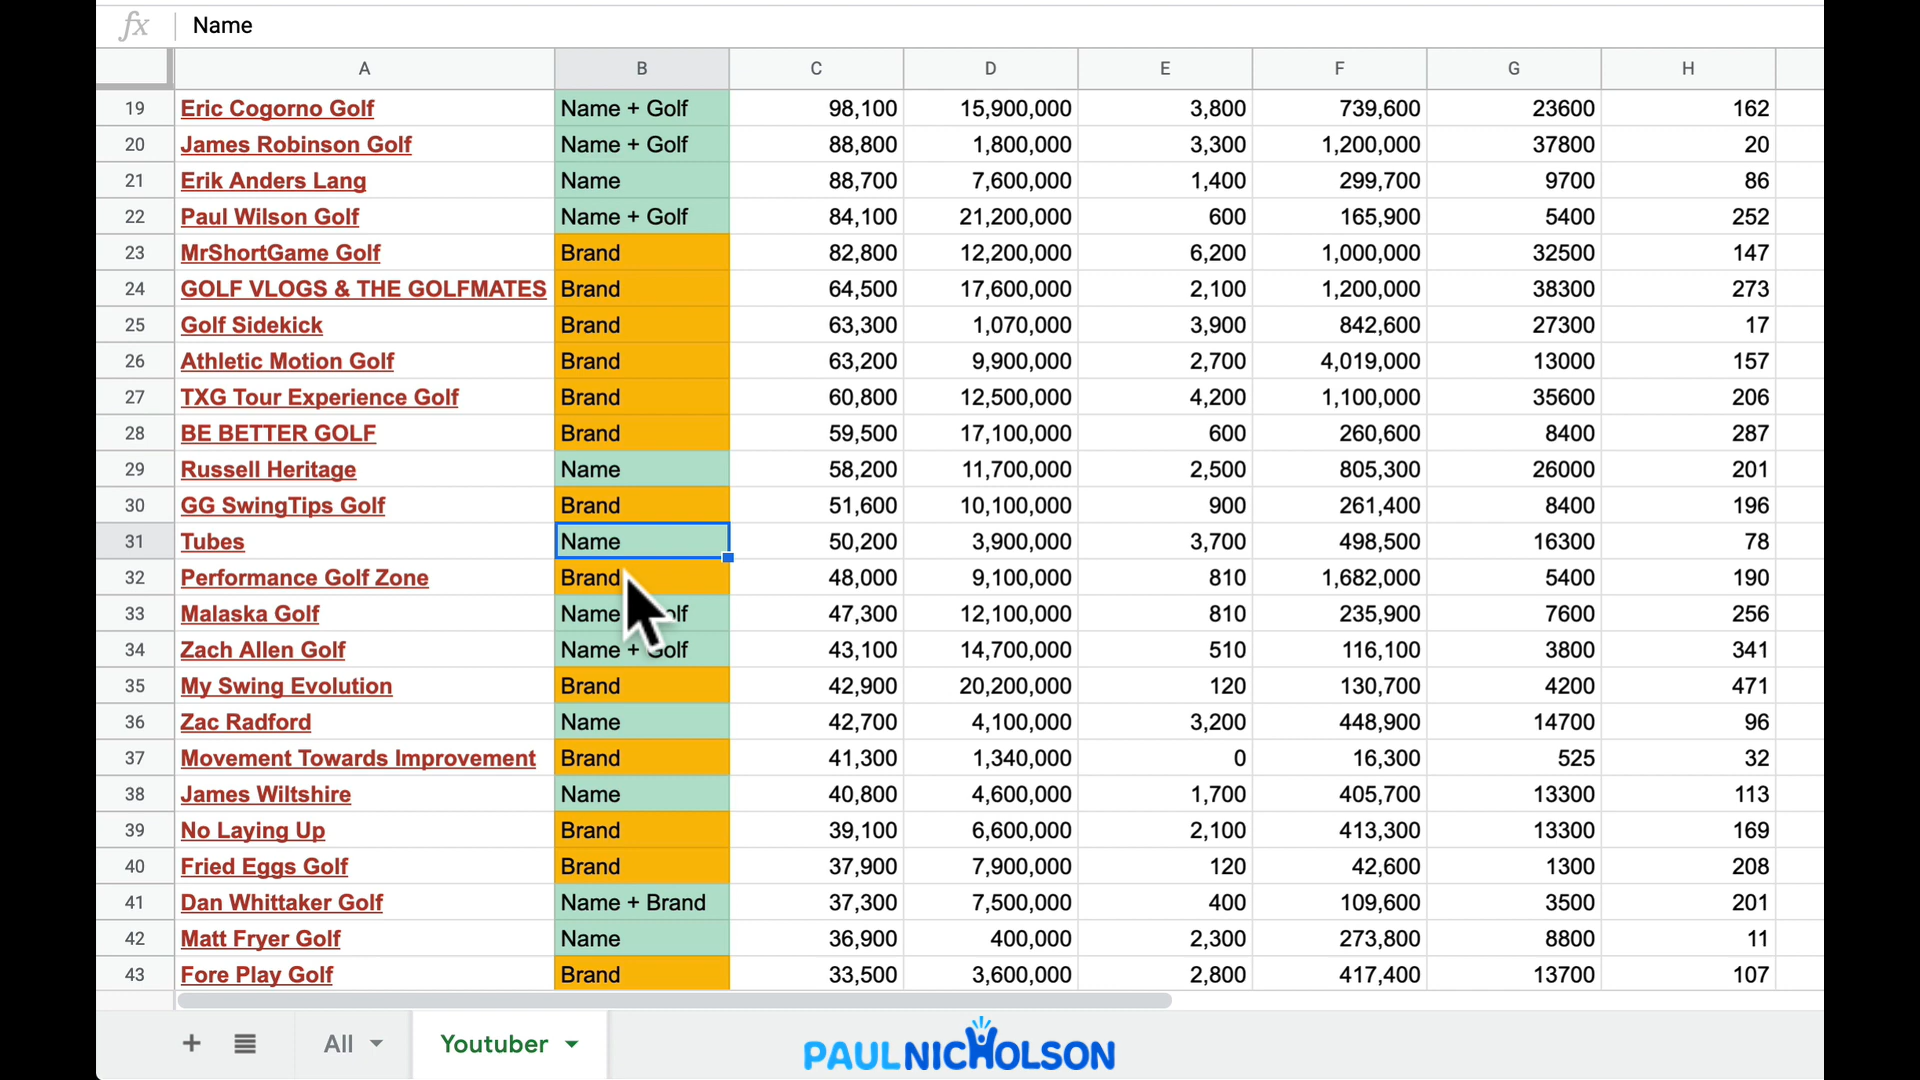 fx Name
A B C D E F G H
19 Eric Cogorno Golf Name + Golf 98,100 15,900,000 3,800 739,600 23600 162
20 James Robinson Golf Name + Golf 88,800 1,800,000 3,300 1,200,000 37800 20
21 Erik Anders Lang Name 88,700 7,600,000 1,400 299,700 9700 86
22 Paul Wilson Golf Name + Golf 84,100 21,200,000 600 165,900 5400 252
23 MrShortGame Golf Brand 82,800 12,200,000 6,200 1,000,000 32500 147
24 GOLF VLOGS & THE GOLFMATES Brand 64,500 17,600,000 2,100 1,200,000 38300 273
25 Golf Sidekick Brand 63,300 1,070,000 3,900 842,600 27300 17
26 Athletic Motion Golf Brand 63,200 9,900,000 2,700 4,019,000 13000 157
27 TXG Tour Experience Golf Brand 60,800 12,500,000 4,200 1,100,000 35600 206
28 BE BETTER GOLF Brand 59,500 17,100,000 600 260,600 8400 287
29 Russell Heritage Name 58,200 11,700,000 2,500 805,300 26000 201
30 GG SwingTips Golf Brand 51,600 10,100,000 900 261,400 8400 196
31 Tubes Name 50,200 3,900,000 3,700 498,500 16300 78
32 Performance Golf Zone Brand 48,000 9,100,000 810 1,682,000 5400 190
33 Malaska Golf Name olf 47,300 12,100,000 810 235,900 7600 256
34 Zach Allen Golf Name + Golf 43,100 14,700,000 510 116,100 3800 341
35 My Swing Evolution Brand 42,900 20,200,000 120 130,700 4200 471
36 Zac Radford Name 42,700 4,100,000 3,200 448,900 14700 96
37 Movement Towards Improvement Brand 41,300 1,340,000 0 16,300 525 32
38 James Wiltshire Name 40,800 4,600,000 1,700 405,700 13300 113
39 No Laying Up Brand 39,100 6,600,000 2,100 413,300 13300 169
40 Fried Eggs Golf Brand 37,900 7,900,000 120 42,600 1300 208
41 Dan Whittaker Golf Name + Brand 37,300 7,500,000 400 109,600 3500 201
42 Matt Fryer Golf Name 36,900 400,000 2,300 273,800 8800 11
43 Fore Play Golf Brand 33,500 3,600,000 2,800 417,400 13700 107
+ All Youtuber PAULNICHOLSON